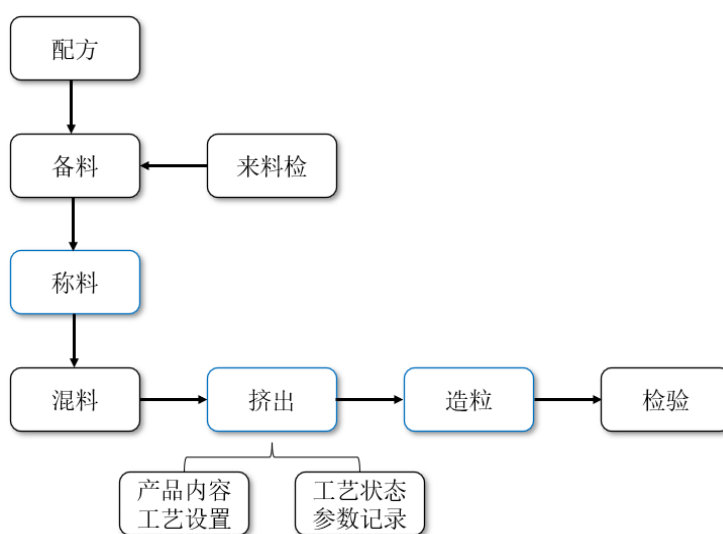 配方
备料
来料检
称料
混料
挤出
造粒
检验
产品内容
工艺设置
工艺状态
参数记录